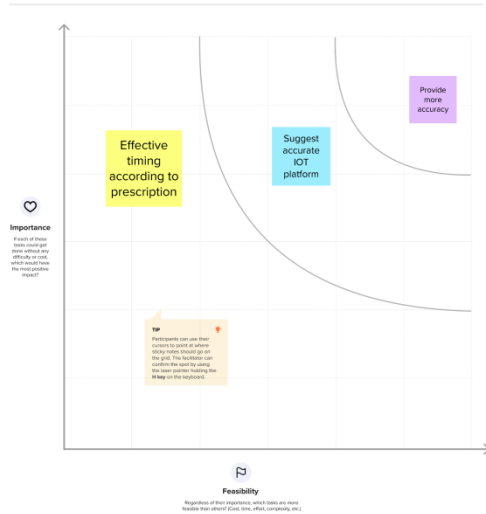 Provide
more
accuracy
Suggest
accurate
IOT
platform
Effective
timing
according to
prescription
Importance
If each of these
tasks could get
done without any
difficulty or cost,
which would have
the most positive
impact?
TIP
Participants can use their
cursors to point at where
sticky notes should go on
the grid. The facilitator can
confirm the spot by using
the laser pointer holding the
H key on the keyboard.
Feasibility
Regardless of their importance, which tasks are more
feasible than others? (Cost, time, effort, complexity, etc.)